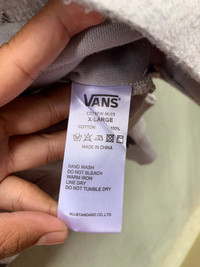 VANS
X-LARGE
COTTON 100%
MADE IN CHINA
HAND WASH
DO NOT BLEACH
WARM IRON
LINE DRY
DO NOT TUMBLE DRY